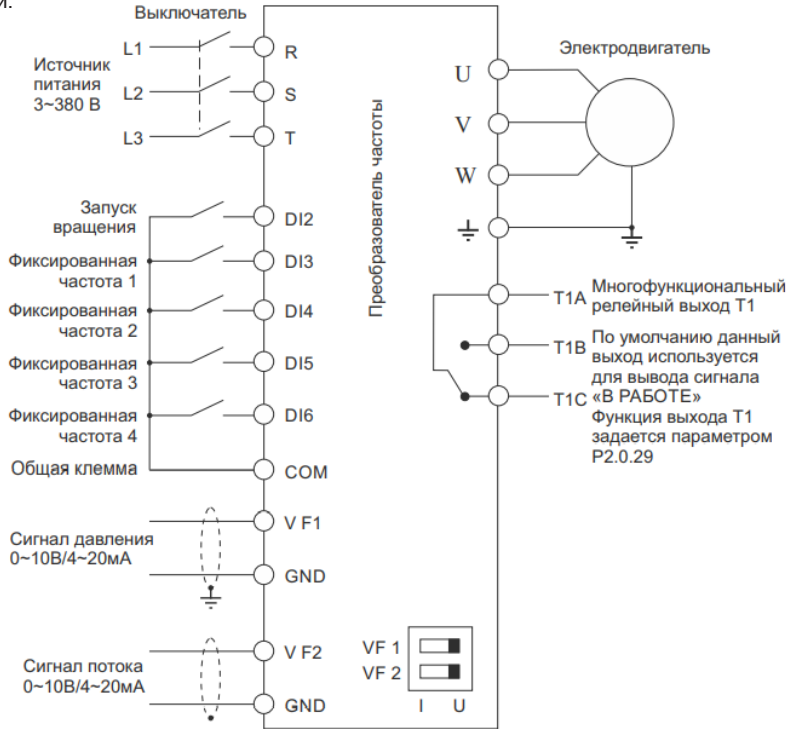 и.
Выключатель
L1
R
Источник
питания
3~380 В
L2
S
L3
T
Преобразователь частоты
Электродвигатель
U
V
W
Запуск
вращения
DI2
Фиксированная
частота 1
DI3
Фиксированная
частота 2
DI4
Фиксированная
частота 3
DI5
Фиксированная
частота 4
DI6
Общая клемма
COM
T1A
Многофункциональный
релейный выход Т1
T1B
По умолчанию данный
выход используется
для вывода сигнала
T1C
«В РАБОТЕ»
Функция выхода Т1
задается параметром
P2.0.29
V F1
Сигнал давления
0~10В/4~20мА
GND
V F2
Сигнал потока
0~10В/4~20мА
GND
VF 1
VF 2
I U